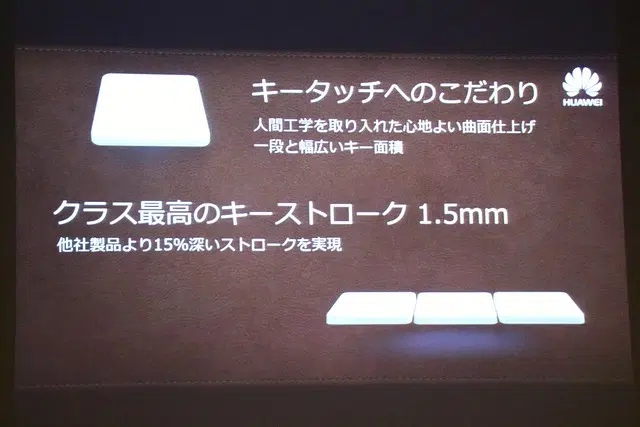 キータッチへのこだわり
HUAWEI
人間工学を取り入れた心地よい曲面仕上げ
一段と幅広いキー面積
クラス最高のキーストローク 1.5mm
他社製品より15%深いストロークを実現